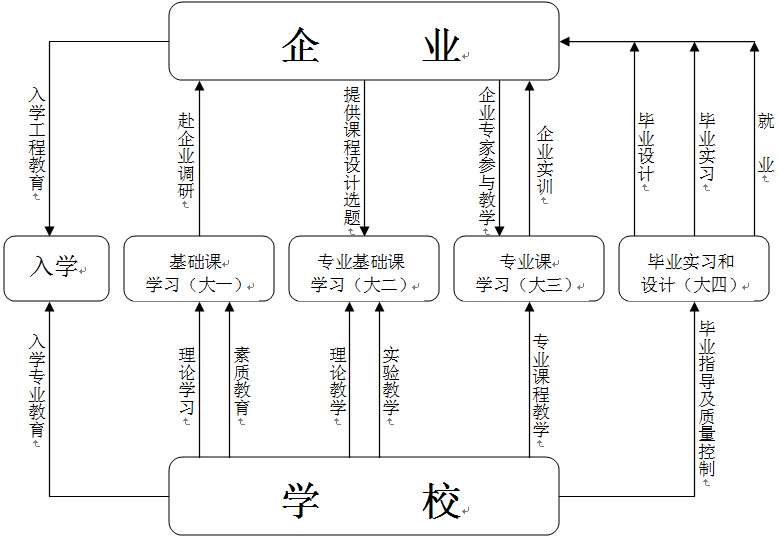 企 业
入学工程教育
赴企业调研
提供课程设计选题
企业专家参与教学
企业实训
毕业设计
毕业实习
就 业
入学
基础课
学习（大一）
专业基础课
学习（大二）
专业课
学习（大三）
毕业实习和
设计（大四）
入学专业教育
理论学习
素质教育
理论教学
实验教学
专业课程教学
毕业指导及质量控制
学 校